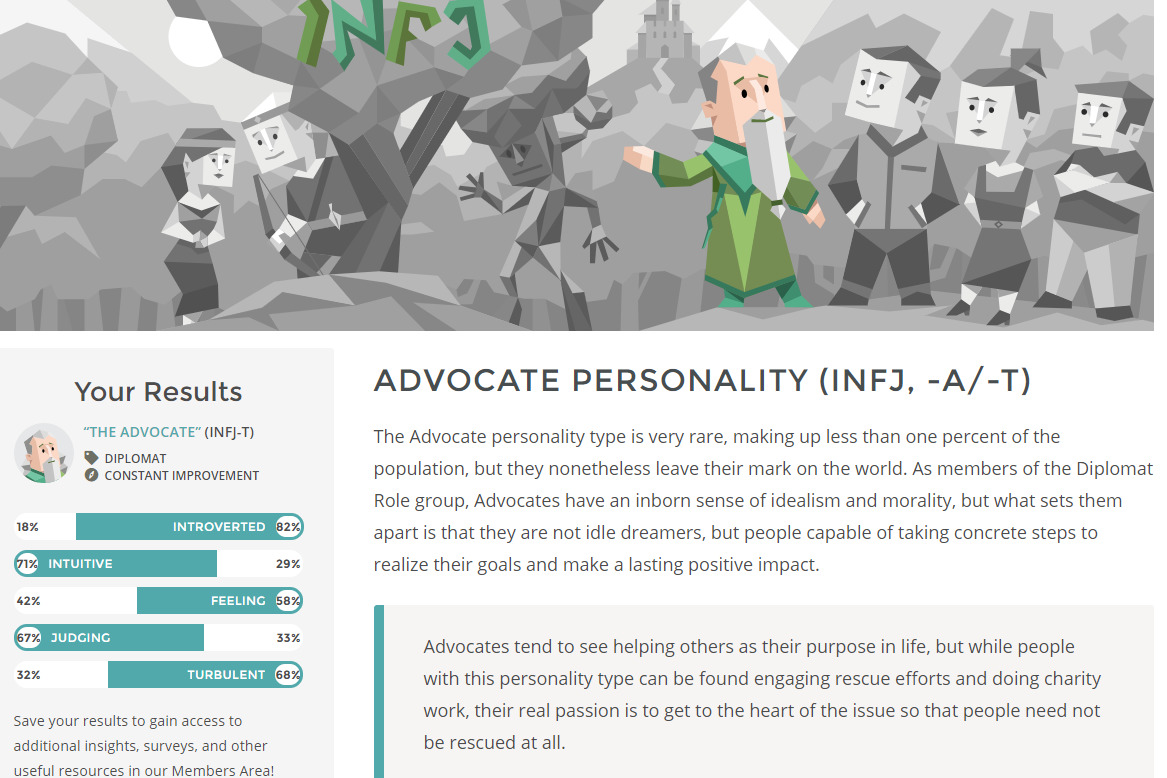 INFJ
Your Results
“THE ADVOCATE” (INFJ-T)
DIPLOMAT
CONSTANT IMPROVEMENT
18% INTROVERTED 82%
71% INTUITIVE 29%
42% FEELING 58%
67% JUDGING 33%
32% TURBULENT 68%
Save your results to gain access to
additional insights, surveys, and other
useful resources in our Members Area!
ADVOCATE PERSONALITY (INFJ, -A/-T)
The Advocate personality type is very rare, making up less than one percent of the
population, but they nonetheless leave their mark on the world. As members of the Diplomat
Role group, Advocates have an inborn sense of idealism and morality, but what sets them
apart is that they are not idle dreamers, but people capable of taking concrete steps to
realize their goals and make a lasting positive impact.
Advocates tend to see helping others as their purpose in life, but while people
with this personality type can be found engaging rescue efforts and doing charity
work, their real passion is to get to the heart of the issue so that people need not
be rescued at all.